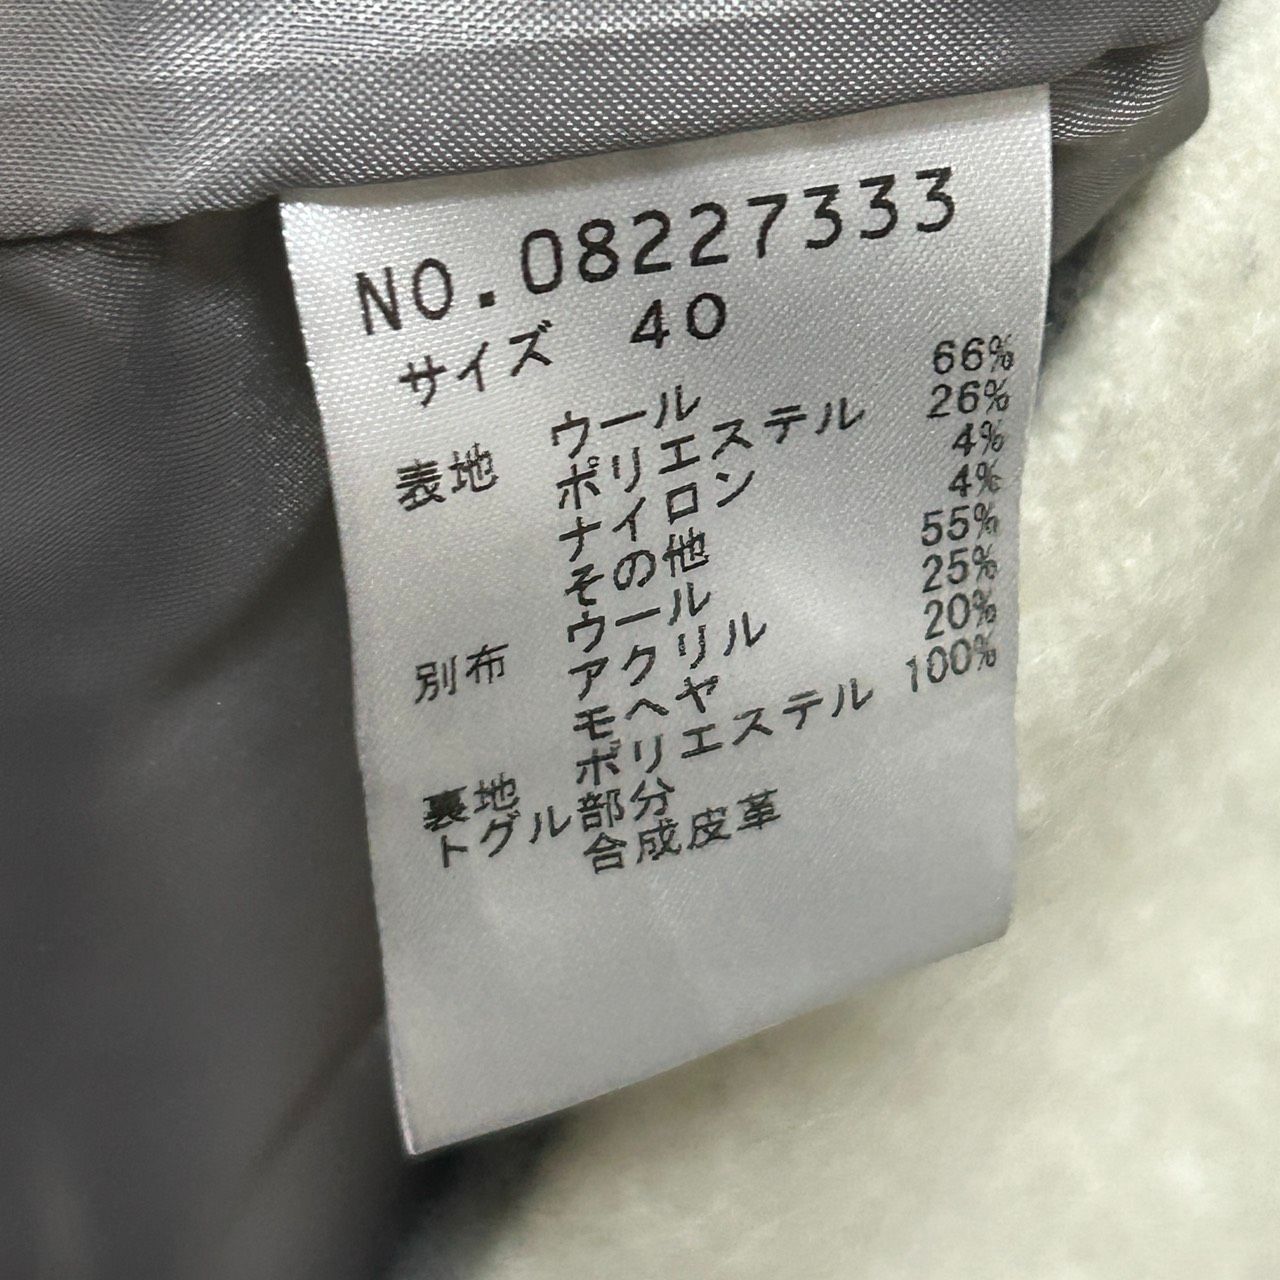 NO.08227333
サイズ 40
表地 ウール 66%
ポリエステル 26%
ナイロン 4%
その他 4%
別布 ウール 55%
アクリル 25%
モヘヤ 20%
裏地 ポリエステル 100%
トグル部分
合成皮革